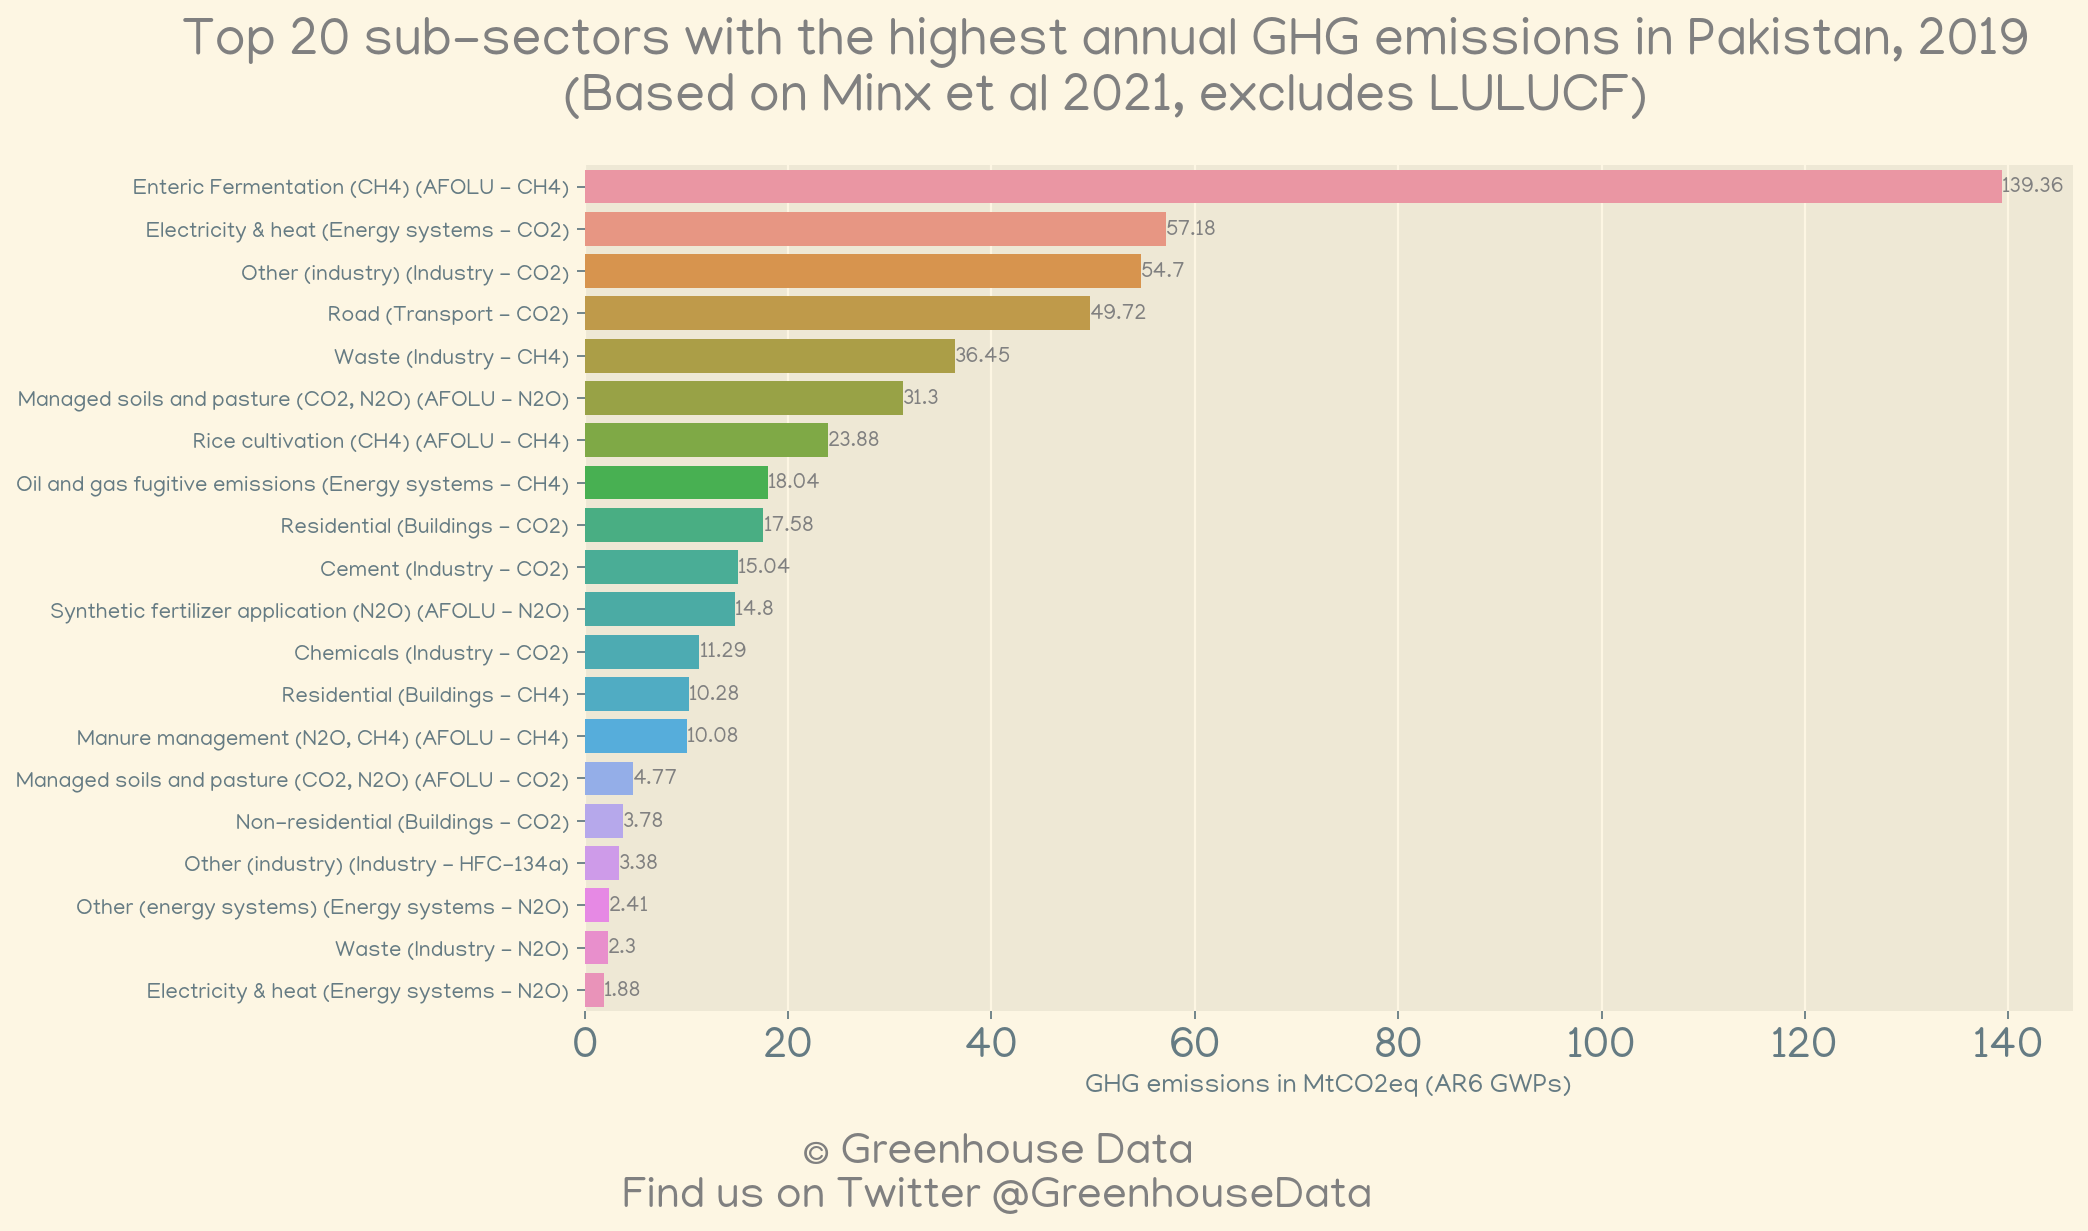 Top 20 sub-sectors with the highest annual GHG emissions in Pakistan, 2019
(Based on Minx et al 2021, excludes LULUCF)
Enteric Fermentation (CH4) (AFOLU - CH4) 139.36
Electricity & heat (Energy systems - CO2) 57.18
Other (industry) (Industry - CO2) 54.7
Road (Transport - CO2) 49.72
Waste (Industry - CH4) 36.45
Managed soils and pasture (CO2, N2O) (AFOLU - N2O) 31.3
Rice cultivation (CH4) (AFOLU - CH4) 23.88
Oil and gas fugitive emissions (Energy systems - CH4) 18.04
Residential (Buildings - CO2) 17.58
Cement (Industry - CO2) 15.04
Synthetic fertilizer application (N2O) (AFOLU - N2O) 14.8
Chemicals (Industry - CO2) 11.29
Residential (Buildings - CH4) 10.28
Manure management (N2O, CH4) (AFOLU - CH4) 10.08
Managed soils and pasture (CO2, N2O) (AFOLU - CO2) 4.77
Non-residential (Buildings - CO2) 3.78
Other (industry) (Industry - HFC-134a) 3.38
Other (energy systems) (Energy systems - N2O) 2.41
Waste (Industry - N2O) 2.3
Electricity & heat (Energy systems - N2O) 1.88
0 20 40 60 80 100 120 140
GHG emissions in MtCO2eq (AR6 GWPs)
© Greenhouse Data
Find us on Twitter @GreenhouseData